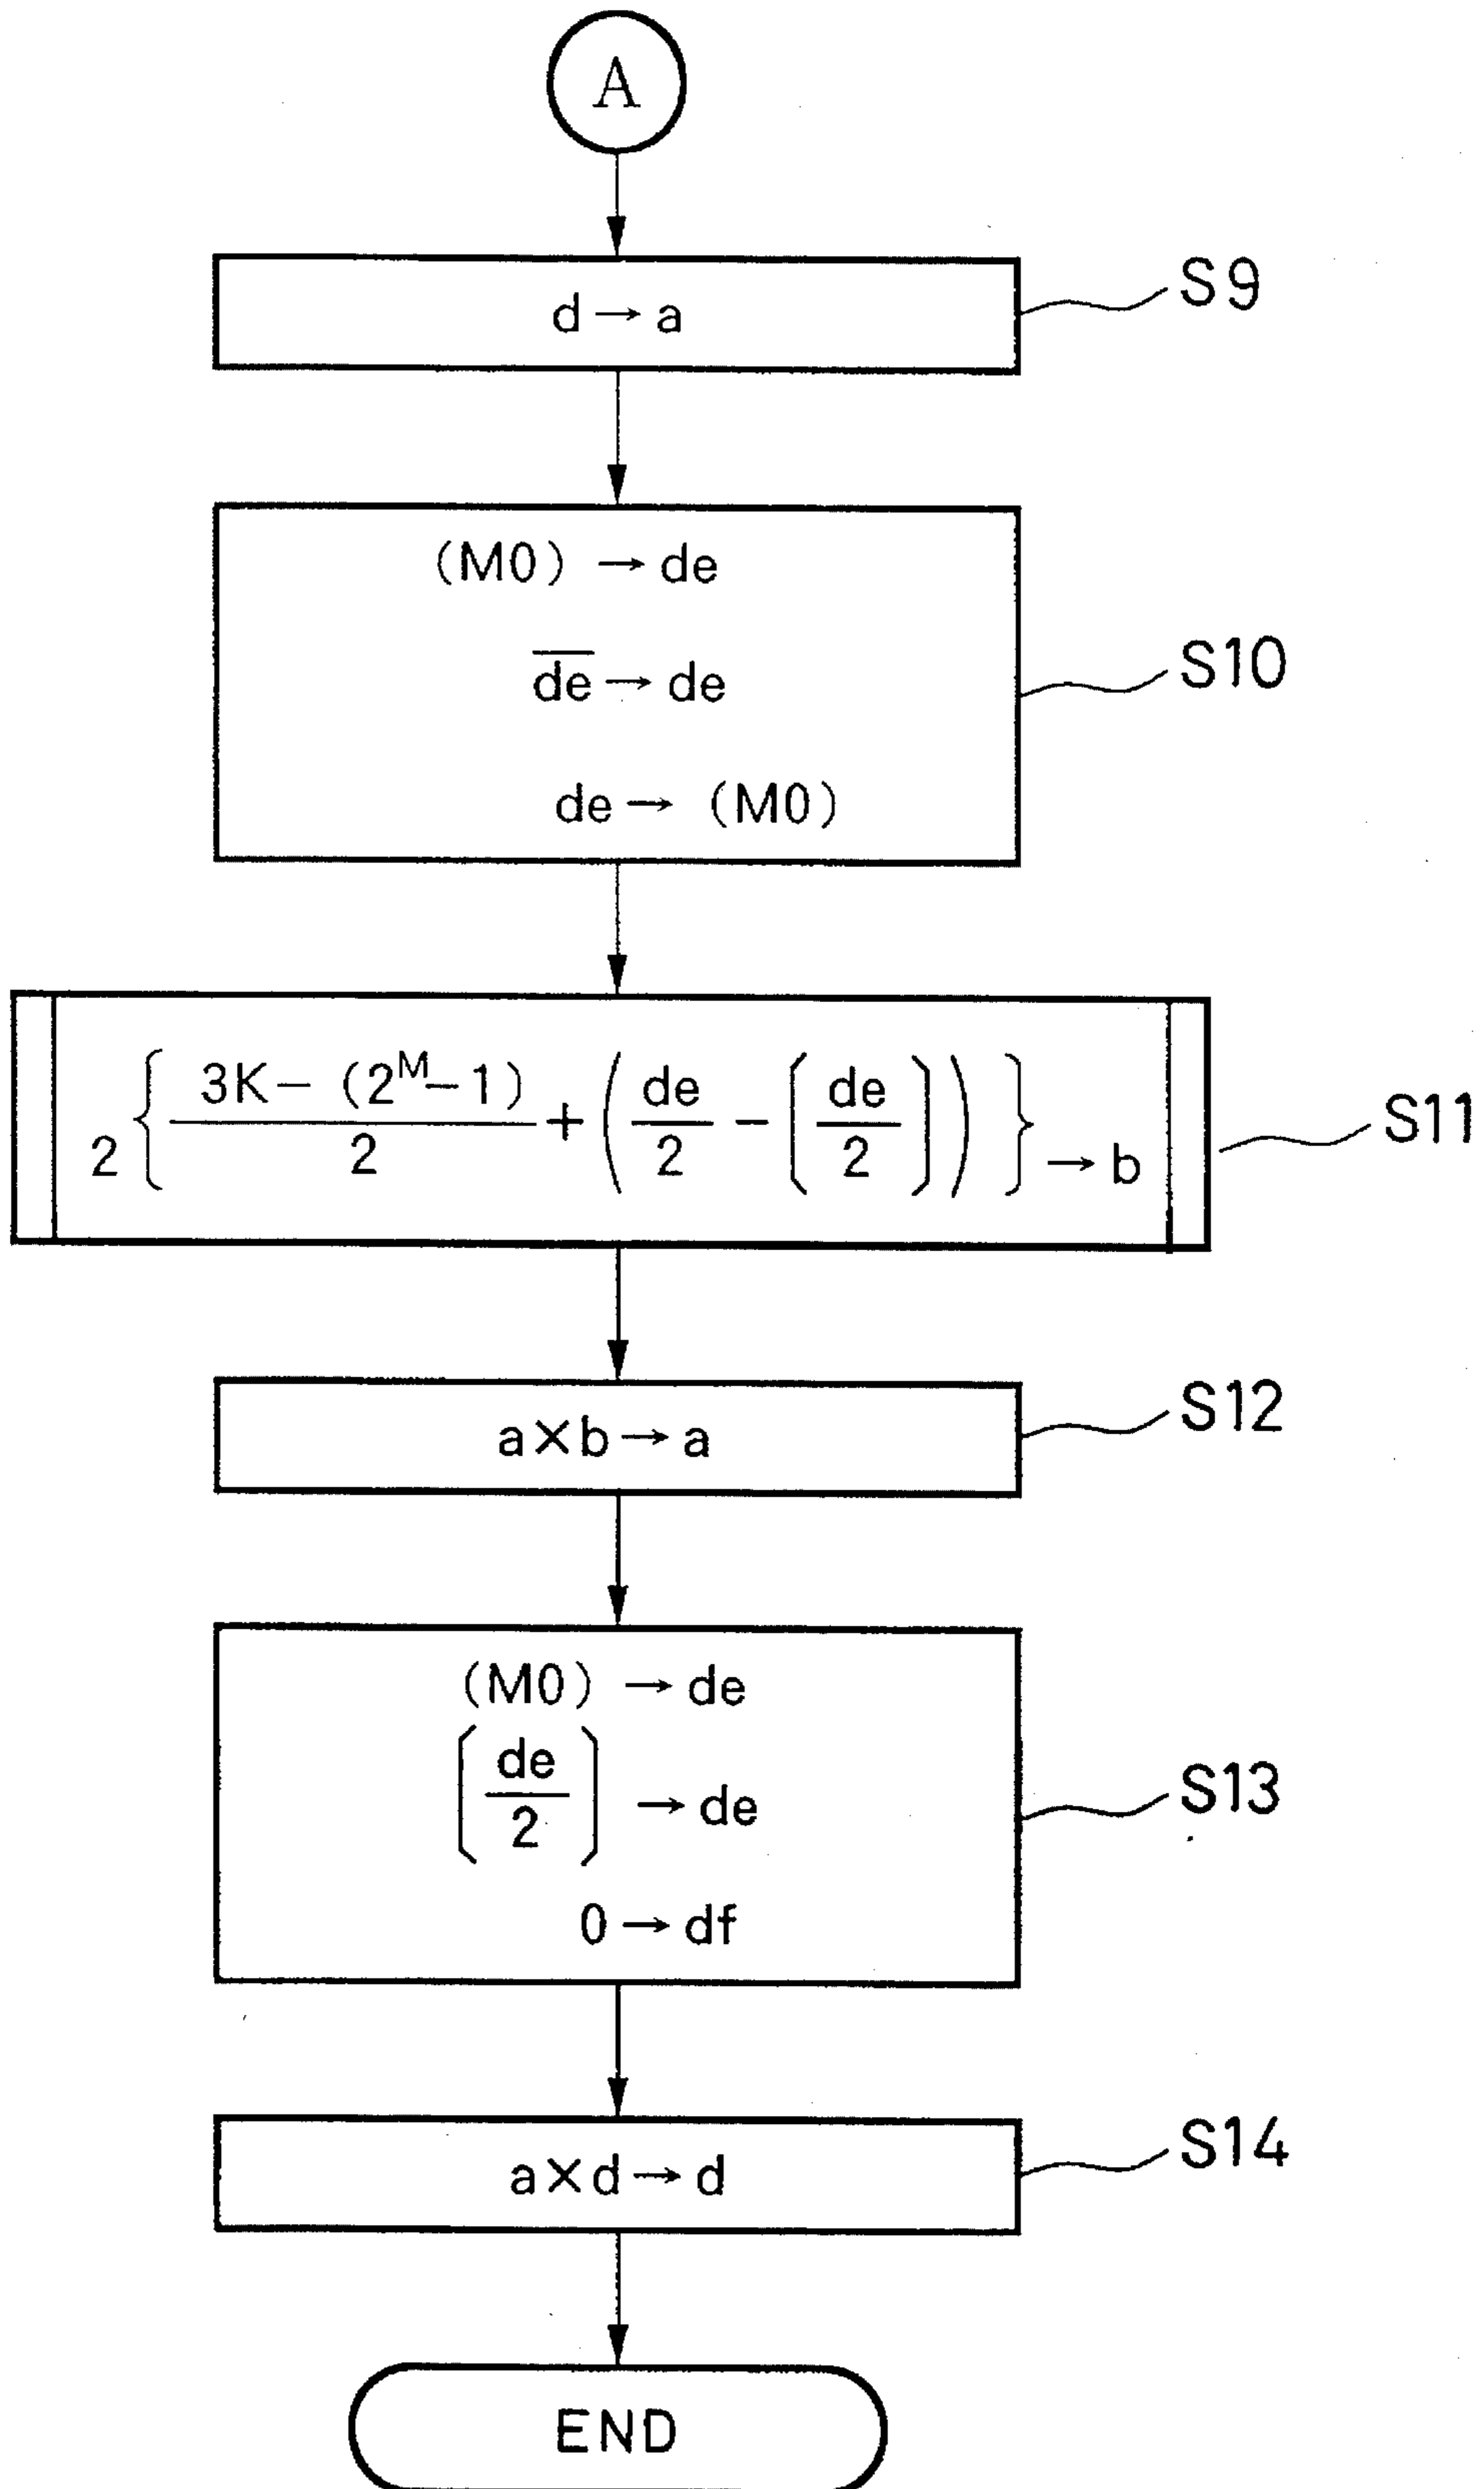 A
d → a
S9
(M0) → de
d̅e̅ → de
de → (M0)
S10
2{ (3K − (2^M − 1))/2 + ( de/2 − [ de/2 ] ) } → b
S11
a×b → a
S12
(M0) → de
[ de/2 ] → de
0 → df
S13
a×d → d
S14
END